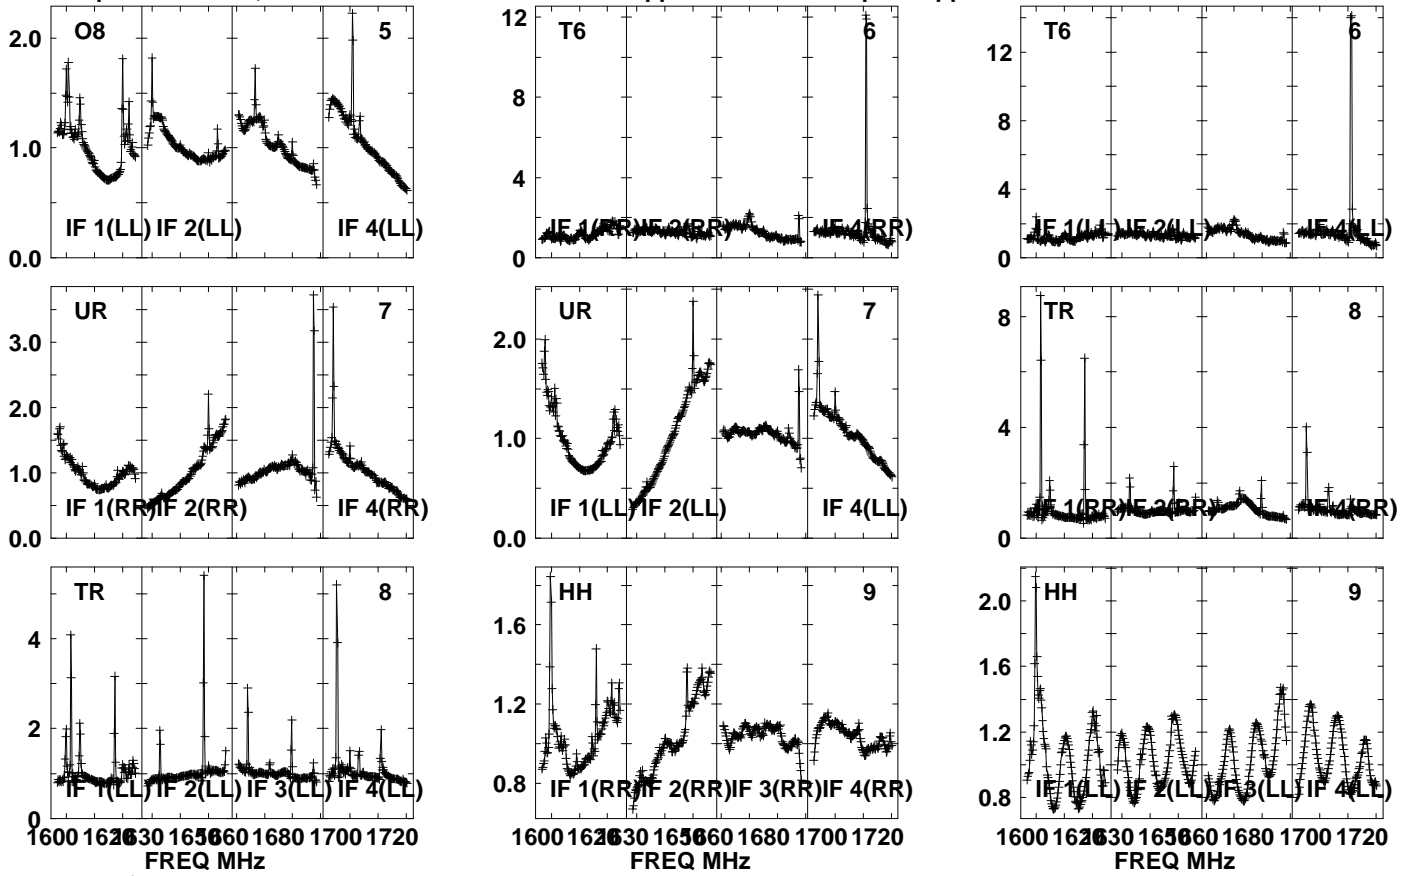 O8 5 T6 6 T6 6
2.0 12 12
8 8
1.0 4 4
IF 1(LL) IF 2(LL) IF 4(LL) IF 1(RR) IF 2(RR) IF 4(RR) IF 1(LL) IF 2(LL) IF 4(LL)
0.0 0 0
UR 7 UR 7 TR 8
3.0 2.0 8
2.0 1.0 4
1.0
IF 1(RR) IF 2(RR) IF 4(RR) IF 1(LL) IF 2(LL) IF 4(LL) IF 1(RR) IF 2(RR) IF 4(RR)
0.0 0.0 0
TR 8 HH 9 HH 9
4 1.6 2.0
2 1.2 1.6
1.2
IF 1(LL) IF 2(LL) IF 3(LL) IF 4(LL) IF 1(RR) IF 2(RR) IF 3(RR) IF 4(RR) IF 1(LL) IF 2(LL) IF 3(LL) IF 4(LL)
0 0.8 0.8
1600 1620 1630 1650 1660 1700 1720 1600 1620 1630 1650 1660 1680 1700 1720 1600 1620 1630 1650 1660 1680 1700 1720
FREQ MHz FREQ MHz FREQ MHz